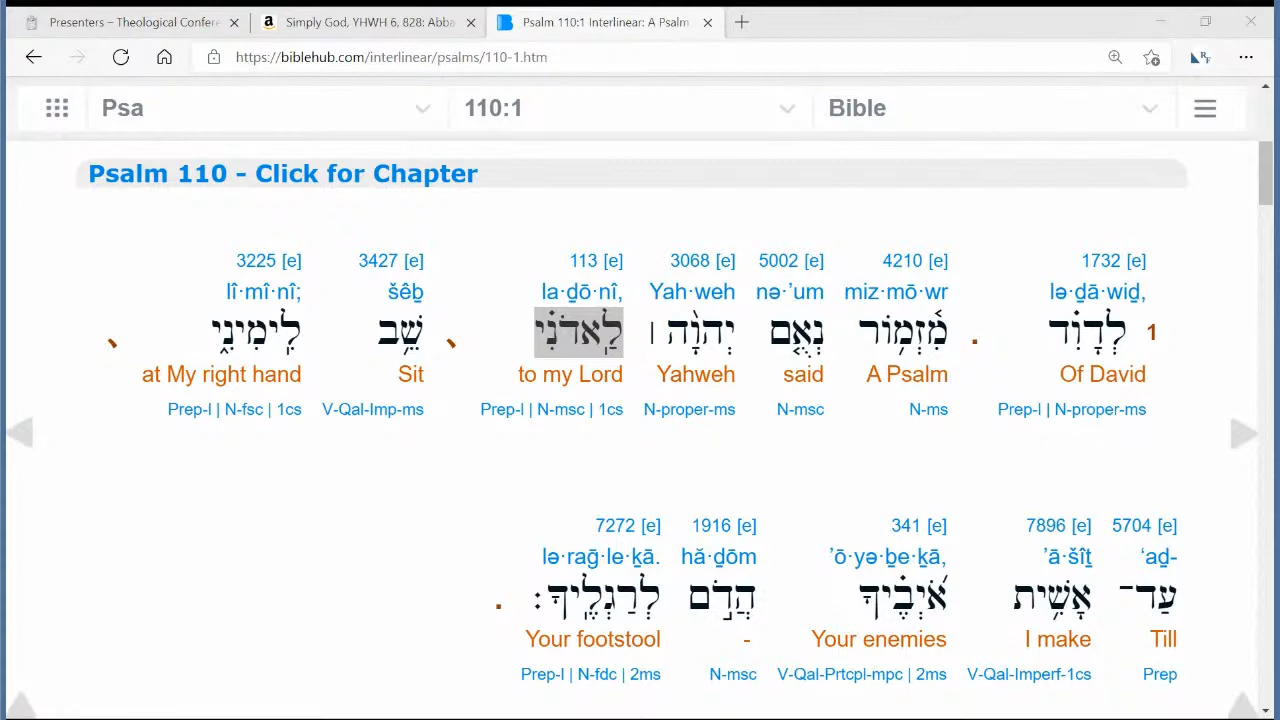 Presenters – Theological Confere
Simply God, YHWH 6, 828: Abba
Psalm 110:1 Interlinear: A Psalm
https://biblehub.com/interlinear/psalms/110-1.htm
Psa 110:1 Bible
Psalm 110 - Click for Chapter
3225 [e] 3427 [e] 113 [e] 3068 [e] 5002 [e] 4210 [e] 1732 [e]
lî·mî·nî; šêḇ la·ḏō·nî, Yah·weh nə·’um miz·mō·wr lə·ḏā·wiḏ,
1 לְדָוִ֗ד . מִ֫זְמ֥וֹר נְאֻ֤ם יְהוָ֨ה ׀ לַֽאדֹנִ֗י 、 שֵׁ֥ב לִֽימִינִ֑י 、
at My right hand Sit to my Lord Yahweh said A Psalm Of David
Prep-l | N-fsc | 1cs V-Qal-Imp-ms Prep-l | N-msc | 1cs N-proper-ms N-msc N-ms Prep-l | N-proper-ms
7272 [e] 1916 [e] 341 [e] 7896 [e] 5704 [e]
lə·raḡ·le·ḵā. hă·ḏōm ’ō·yə·ḇe·ḵā, ’ā·šîṯ ‘aḏ-
עַד־ אָשִׁ֥ית אֹ֝יְבֶ֗יךָ הֲדֹ֣ם לְרַגְלֶֽיךָ׃ .
Your footstool - Your enemies I make Till
Prep-l | N-fdc | 2ms N-msc V-Qal-Prtcpl-mpc | 2ms V-Qal-Imperf-1cs Prep